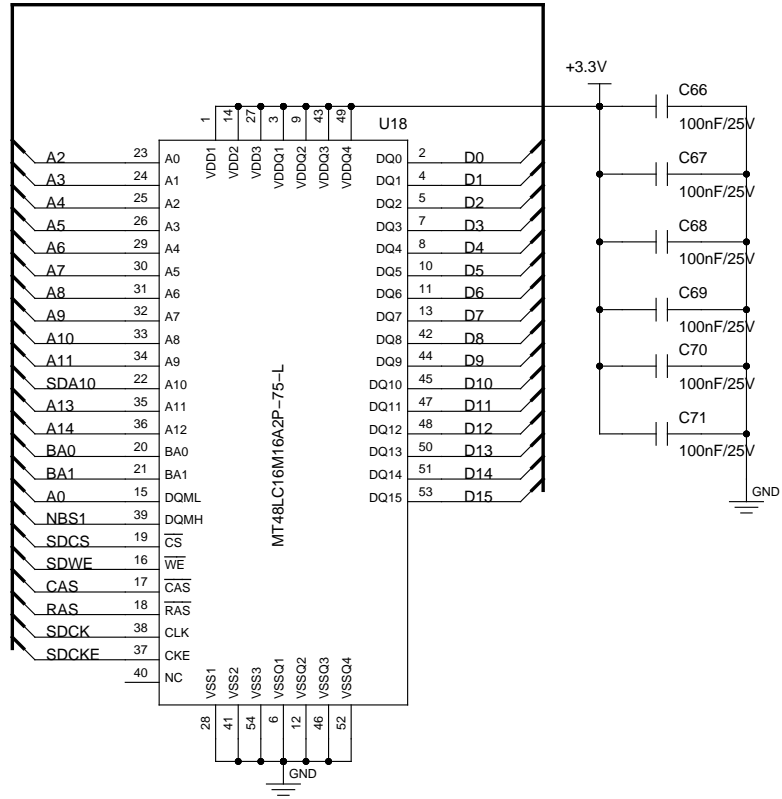 +3.3V
C66
100nF/25V
C67
100nF/25V
C68
100nF/25V
C69
100nF/25V
C70
100nF/25V
C71
100nF/25V
GND
U18
1 14 27 3 9 43 49
VDD1 VDD2 VDD3 VDDQ1 VDDQ2 VDDQ3 VDDQ4
A2 23 A0 DQ0 2 D0
A3 24 A1 DQ1 4 D1
A4 25 A2 DQ2 5 D2
A5 26 A3 DQ3 7 D3
A6 29 A4 DQ4 8 D4
A7 30 A5 DQ5 10 D5
A8 31 A6 DQ6 11 D6
A9 32 A7 DQ7 13 D7
A10 33 A8 DQ8 42 D8
A11 34 A9 DQ9 44 D9
SDA10 22 A10 DQ10 45 D10
A13 35 A11 DQ11 47 D11
A14 36 A12 DQ12 48 D12
BA0 20 BA0 DQ13 50 D13
BA1 21 BA1 DQ14 51 D14
A0 15 DQML DQ15 53 D15
NBS1 39 DQMH
SDCS 19 CS
SDWE 16 WE
CAS 17 CAS
RAS 18 RAS
SDCK 38 CLK
SDCKE 37 CKE
40 NC
MT48LC16M16A2P-75-L
VSS1 VSS2 VSS3 VSSQ1 VSSQ2 VSSQ3 VSSQ4
28 41 54 6 12 46 52
GND